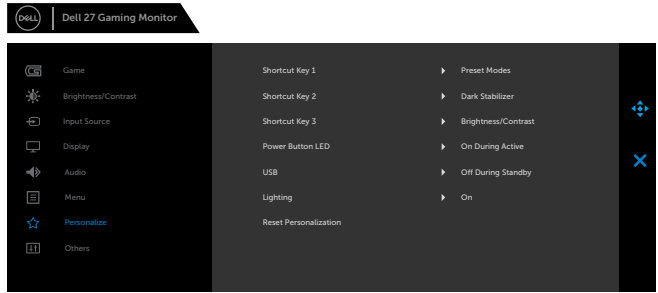 DELL Dell 27 Gaming Monitor
Game Shortcut Key 1 Preset Modes
Brightness/Contrast Shortcut Key 2 Dark Stabilizer
Input Source Shortcut Key 3 Brightness/Contrast
Display Power Button LED On During Active
Audio USB Off During Standby
Menu Lighting On
Personalize Reset Personalization
Others